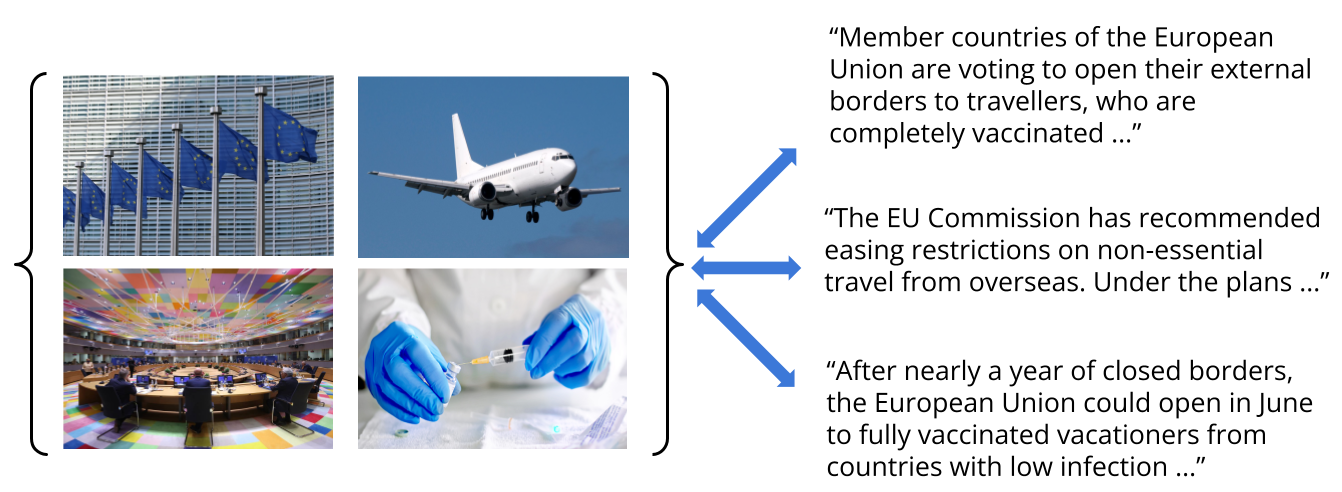 “Member countries of the European
Union are voting to open their external
borders to travellers, who are
completely vaccinated ...”
“The EU Commission has recommended
easing restrictions on non-essential
travel from overseas. Under the plans ...”
“After nearly a year of closed borders,
the European Union could open in June
to fully vaccinated vacationers from
countries with low infection ...”